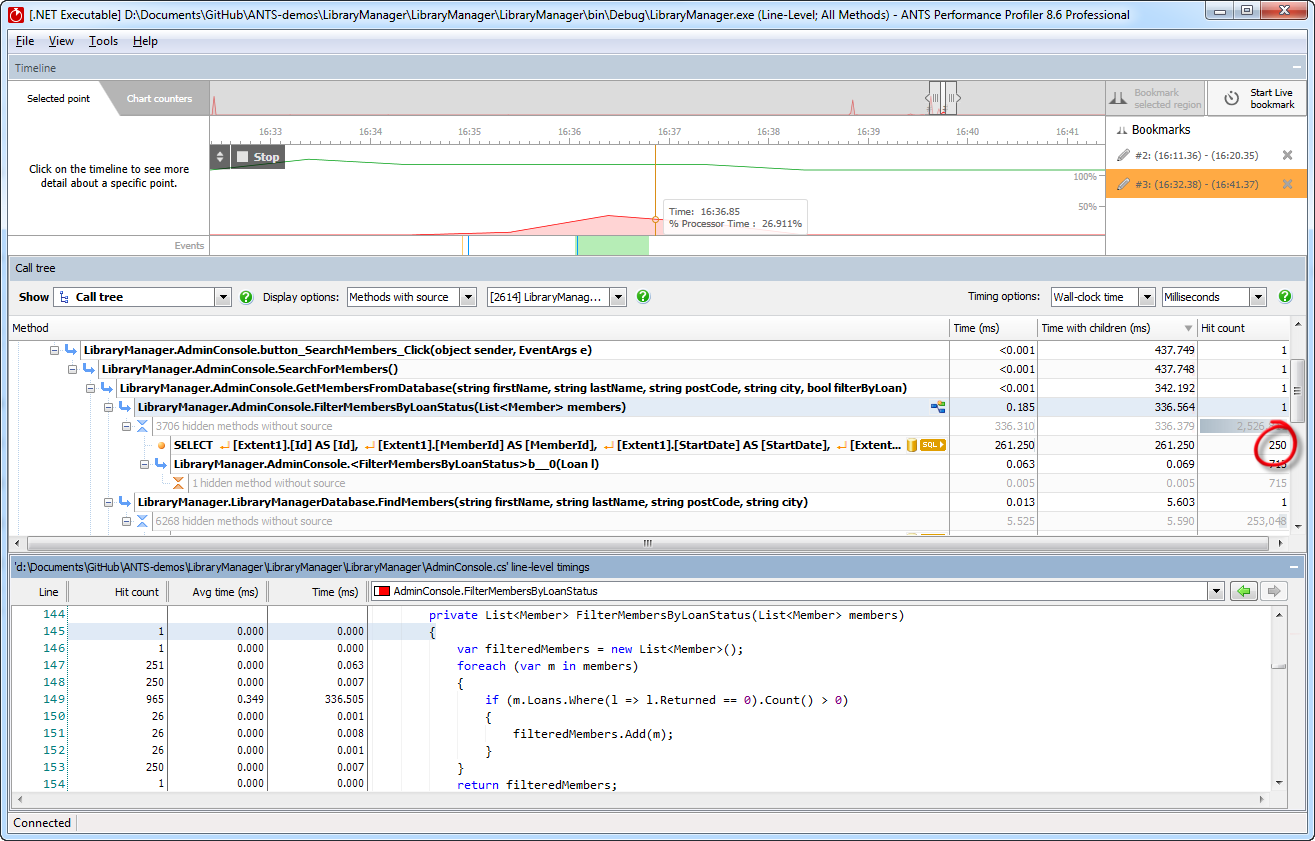 [.NET Executable] D:\Documents\GitHub\ANTS-demos\LibraryManager\LibraryManager\LibraryManager\bin\Debug\LibraryManager.exe (Line-Level; All Methods) - ANTS Performance Profiler 8.6 Professional
File View Tools Help
Timeline
Selected point Chart counters
Bookmark selected region
Start Live bookmark
16:33 16:34 16:35 16:36 16:37 16:38 16:39 16:40 16:41
Bookmarks
Stop
#2: (16:11.36) - (16:20.35)
Click on the timeline to see more
detail about a specific point.
100%
#3: (16:32.38) - (16:41.37)
50%
Time: 16:36.85
% Processor Time : 26.911%
Events
Call tree
Show Call tree ? Display options: Methods with source [2614] LibraryManag... ? Timing options: Wall-clock time Milliseconds ?
Method Time (ms) Time with children (ms) Hit count
LibraryManager.AdminConsole.button_SearchMembers_Click(object sender, EventArgs e) <0.001 437.749 1
LibraryManager.AdminConsole.SearchForMembers() <0.001 437.748 1
LibraryManager.AdminConsole.GetMembersFromDatabase(string firstName, string lastName, string postCode, string city, bool filterByLoan) <0.001 342.192 1
LibraryManager.AdminConsole.FilterMembersByLoanStatus(List<Member> members) 0.185 336.564 1
3706 hidden methods without source 336.310 336.379
SELECT [Extent1].[Id] AS [Id], [Extent1].[MemberId] AS [MemberId], [Extent1].[StartDate] AS [StartDate], [Extent... SQL 261.250 261.250 250
LibraryManager.AdminConsole.<FilterMembersByLoanStatus>b__0(Loan l) 0.063 0.069 715
1 hidden method without source 0.005 0.005 715
LibraryManager.LibraryManagerDatabase.FindMembers(string firstName, string lastName, string postCode, string city) 0.013 5.603 1
6268 hidden methods without source 5.525 5.590 253,048
'd:\Documents\GitHub\ANTS-demos\LibraryManager\LibraryManager\LibraryManager\AdminConsole.cs' line-level timings
Line Hit count Avg time (ms) Time (ms) AdminConsole.FilterMembersByLoanStatus
144 private List<Member> FilterMembersByLoanStatus(List<Member> members)
145 1 0.000 0.000 {
146 1 0.000 0.000 var filteredMembers = new List<Member>();
147 251 0.000 0.063 foreach (var m in members)
148 250 0.000 0.007 {
149 965 0.349 336.505 if (m.Loans.Where(l => l.Returned == 0).Count() > 0)
150 26 0.000 0.001 {
151 26 0.000 0.008 filteredMembers.Add(m);
152 26 0.000 0.001 }
153 250 0.000 0.007 }
154 1 0.000 0.000 return filteredMembers;
Connected